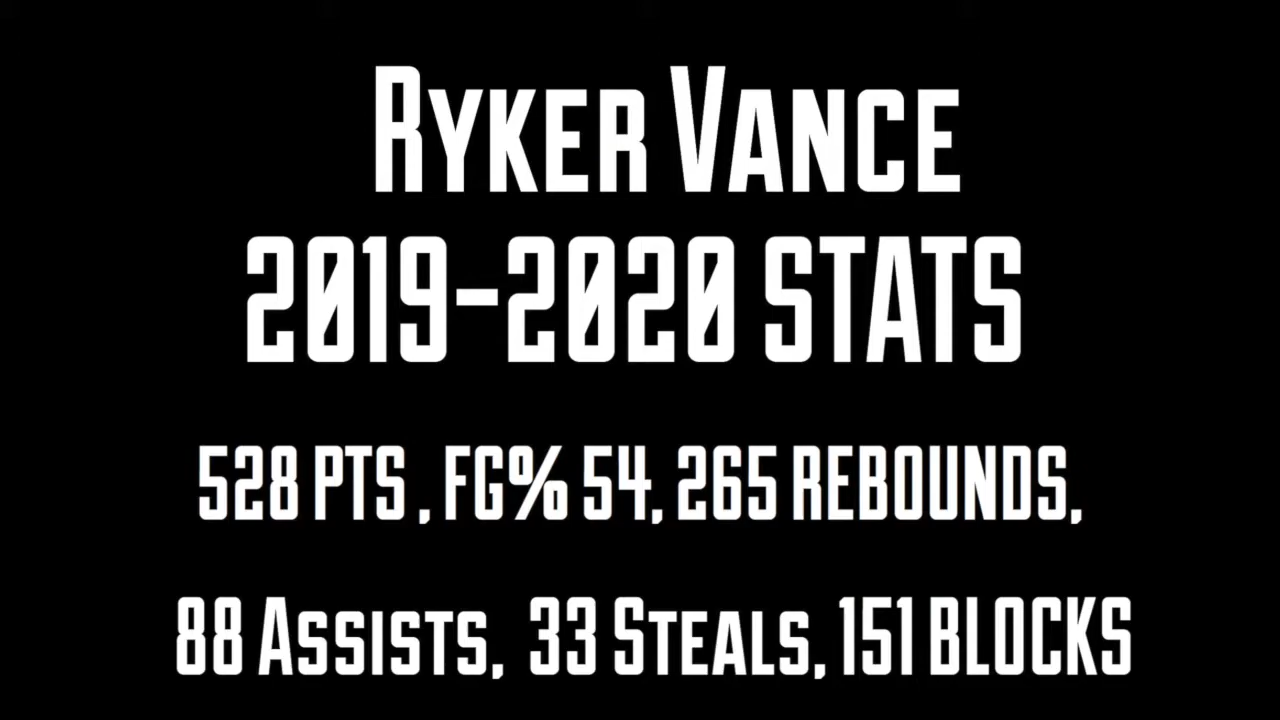 Ryker Vance
2019-2020 STATS
528 PTS , FG% 54, 265 REBOUNDS,
88 Assists, 33 Steals, 151 BLOCKS